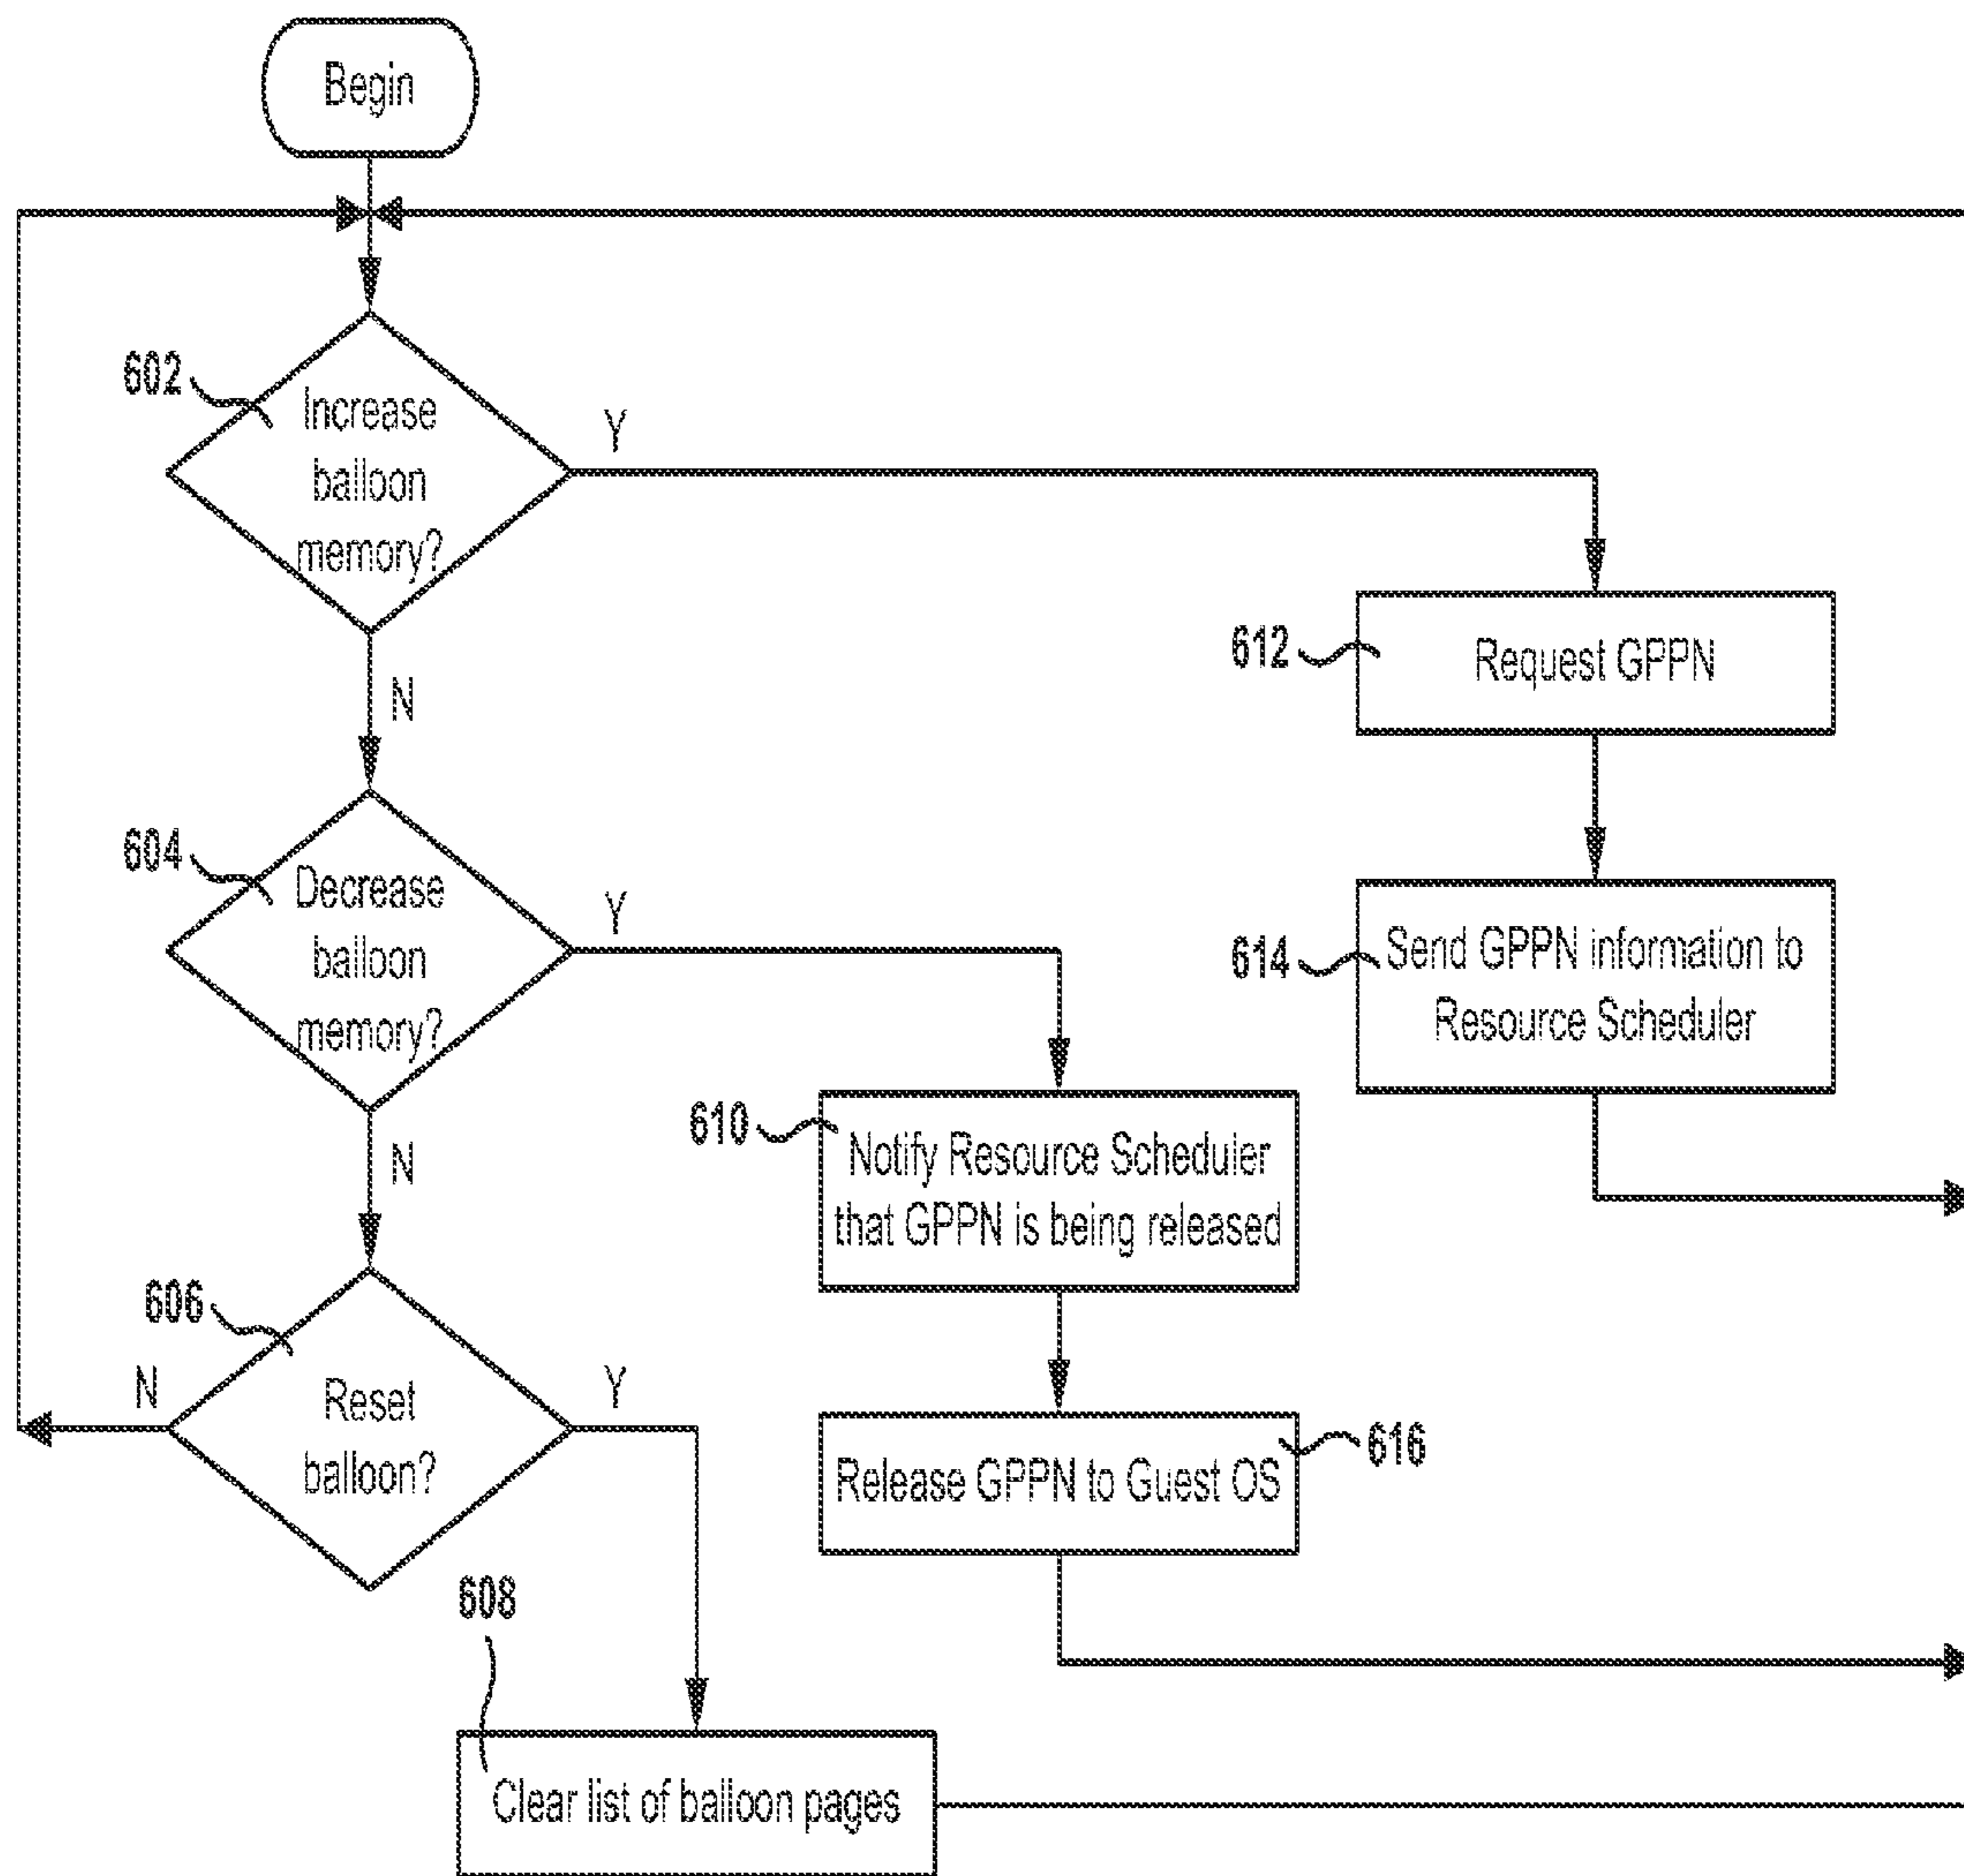 Begin
602
Increase
balloon
memory?
Y
N
612
Request GPPN
604
Decrease
balloon
memory?
Y
N
614
Send GPPN information to
Resource Scheduler
610
Notify Resource Scheduler
that GPPN is being released
606
Reset
balloon?
N
Y
616
Release GPPN to Guest OS
608
Clear list of balloon pages